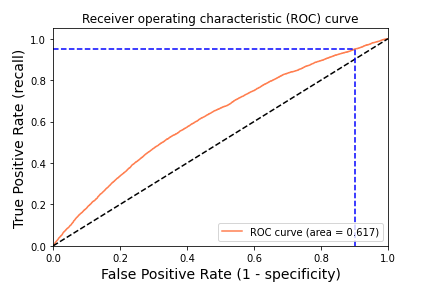 Receiver operating characteristic (ROC) curve
True Positive Rate (recall)
1.0
0.8
0.6
0.4
0.2
0.0
ROC curve (area = 0.617)
0.0 0.2 0.4 0.6 0.8 1.0
False Positive Rate (1 - specificity)